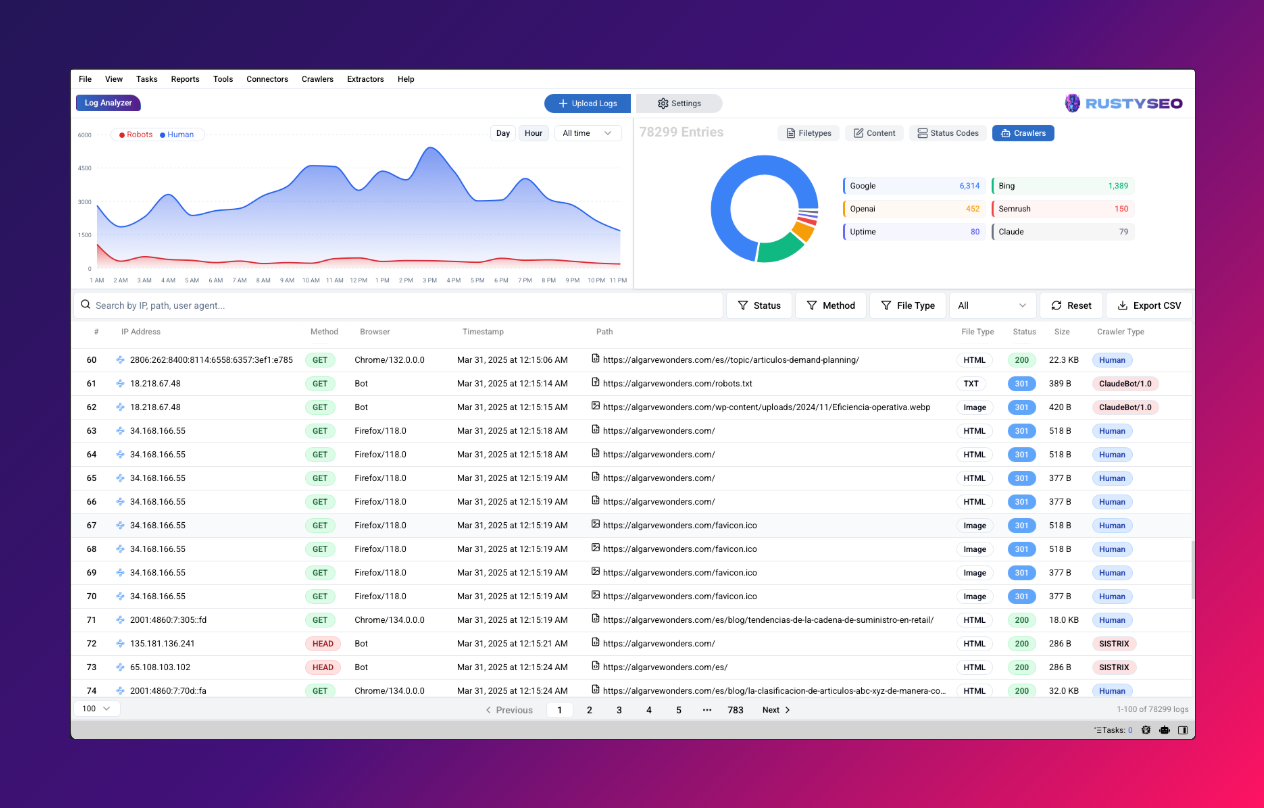 File View Tasks Reports Tools Connectors Crawlers Extractors Help
Log Analyzer
Upload Logs
Settings
RUSTYSEO
6000
4500
3000
1500
0
Robots Human
Day Hour All time
1 AM 2 AM 3 AM 4 AM 5 AM 6 AM 7 AM 8 AM 9 AM 10 AM 11 AM 12 PM 1 PM 2 PM 3 PM 4 PM 5 PM 6 PM 7 PM 8 PM 9 PM 10 PM 11 PM
78299 Entries
Filetypes Content Status Codes Crawlers
Google 6,314 Bing 1,389
Openai 452 Semrush 150
Uptime 80 Claude 79
Search by IP, path, user agent...
Status Method File Type All Reset Export CSV
# IP Address Method Browser Timestamp Path File Type Status Size Crawler Type
60 2806:262:8400:8114:6558:6357:3ef1:e785 GET Chrome/132.0.0.0 Mar 31, 2025 at 12:15:06 AM https://algarvewonders.com/es//topic/articulos-demand-planning/ HTML 200 22.3 KB Human
61 18.218.67.48 GET Bot Mar 31, 2025 at 12:15:14 AM https://algarvewonders.com/robots.txt TXT 301 389 B ClaudeBot/1.0
62 18.218.67.48 GET Bot Mar 31, 2025 at 12:15:15 AM https://algarvewonders.com/wp-content/uploads/2024/11/Eficiencia-operativa.webp Image 301 420 B ClaudeBot/1.0
63 34.168.166.55 GET Firefox/118.0 Mar 31, 2025 at 12:15:18 AM https://algarvewonders.com/ HTML 301 518 B Human
64 34.168.166.55 GET Firefox/118.0 Mar 31, 2025 at 12:15:18 AM https://algarvewonders.com/ HTML 301 518 B Human
65 34.168.166.55 GET Firefox/118.0 Mar 31, 2025 at 12:15:19 AM https://algarvewonders.com/ HTML 301 377 B Human
66 34.168.166.55 GET Firefox/118.0 Mar 31, 2025 at 12:15:19 AM https://algarvewonders.com/ HTML 301 377 B Human
67 34.168.166.55 GET Firefox/118.0 Mar 31, 2025 at 12:15:19 AM https://algarvewonders.com/favicon.ico Image 301 518 B Human
68 34.168.166.55 GET Firefox/118.0 Mar 31, 2025 at 12:15:19 AM https://algarvewonders.com/favicon.ico Image 301 518 B Human
69 34.168.166.55 GET Firefox/118.0 Mar 31, 2025 at 12:15:19 AM https://algarvewonders.com/favicon.ico Image 301 377 B Human
70 34.168.166.55 GET Firefox/118.0 Mar 31, 2025 at 12:15:19 AM https://algarvewonders.com/favicon.ico Image 301 377 B Human
71 2001:4860:7:305::fd GET Chrome/134.0.0.0 Mar 31, 2025 at 12:15:19 AM https://algarvewonders.com/es/blog/tendencias-de-la-cadena-de-suministro-en-retail/ HTML 200 18.0 KB Human
72 135.181.136.241 HEAD Bot Mar 31, 2025 at 12:15:21 AM https://algarvewonders.com/ HTML 200 286 B SISTRIX
73 65.108.103.102 HEAD Bot Mar 31, 2025 at 12:15:24 AM https://algarvewonders.com/es/ HTML 200 286 B SISTRIX
74 2001:4860:7:70d::fa GET Chrome/134.0.0.0 Mar 31, 2025 at 12:15:24 AM https://algarvewonders.com/es/blog/la-clasificacion-de-articulos-abc-xyz-de-manera-co... HTML 200 32.0 KB Human
100 Previous 1 2 3 4 5 ... 783 Next 1-100 of 78299 logs
Tasks: 0